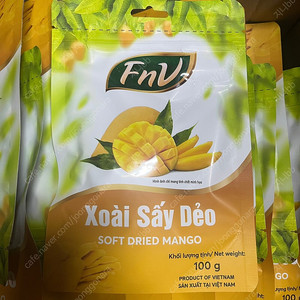 FnV
Xoài Sấy Dẻo
SOFT DRIED MANGO
Khối lượng tịnh/ Net weight:
100 g
PRODUCT OF VIETNAM
SẢN XUẤT TẠI VIỆT NAM